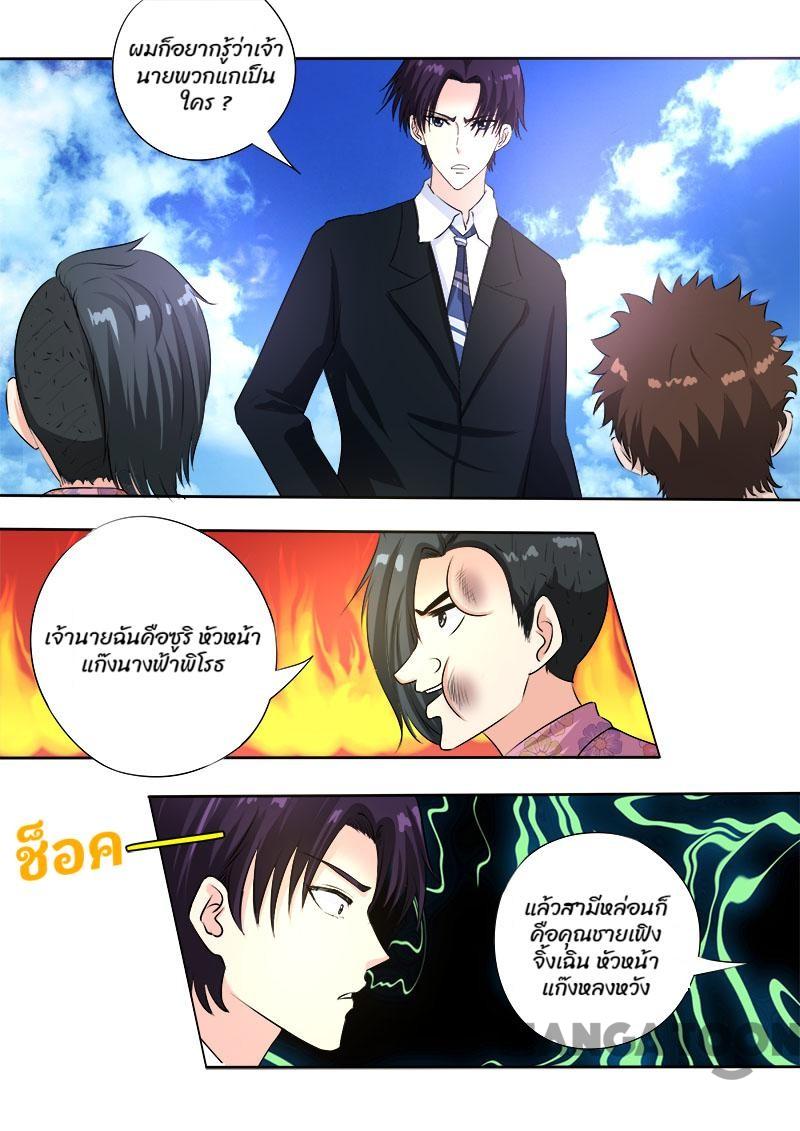 ผมก็อยากรู้ว่าเจ้า
นายพวกแกเป็น
ใคร ?
เจ้านายฉันคือซูริ หัวหน้า
แก๊งนางฟ้าพิโรธ
ช็อค
แล้วสามีหล่อนก็
คือคุณชายเฟิง
จิ้งเฉิน หัวหน้า
แก๊งหลงหวัง
MANGATOON